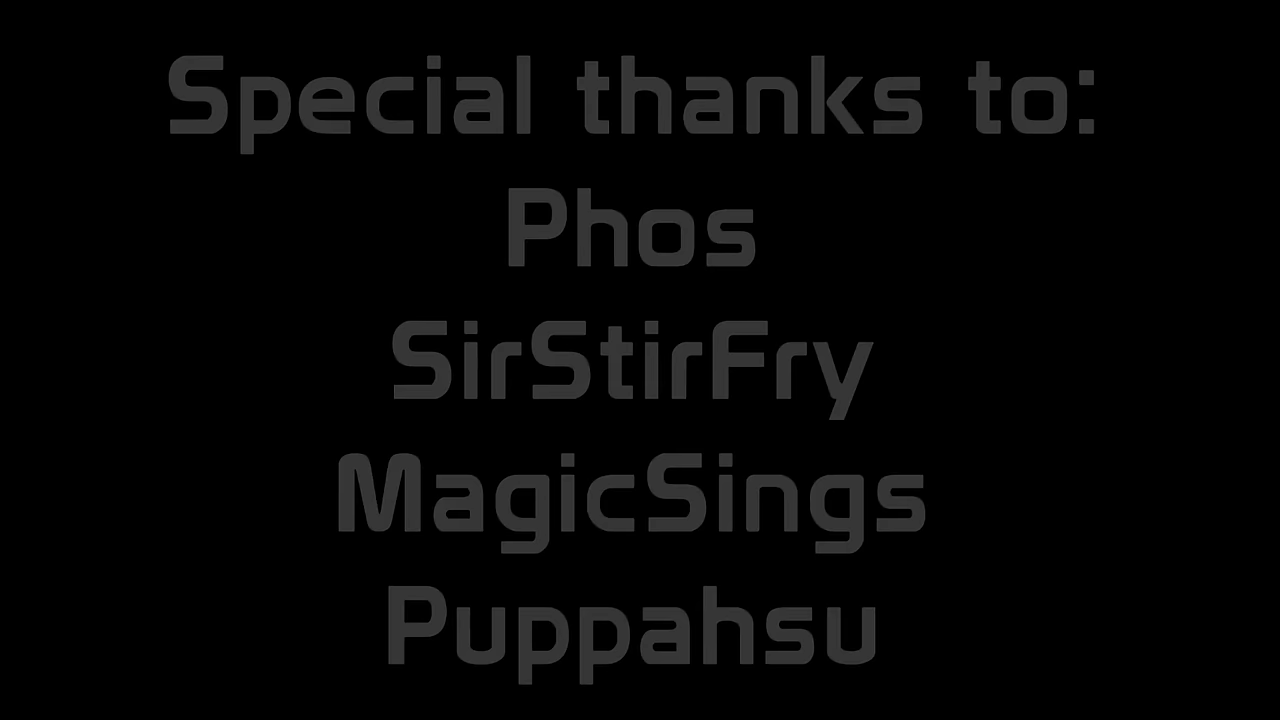 Special thanks to:
Phos
SirStirFry
MagicSings
Puppahsu